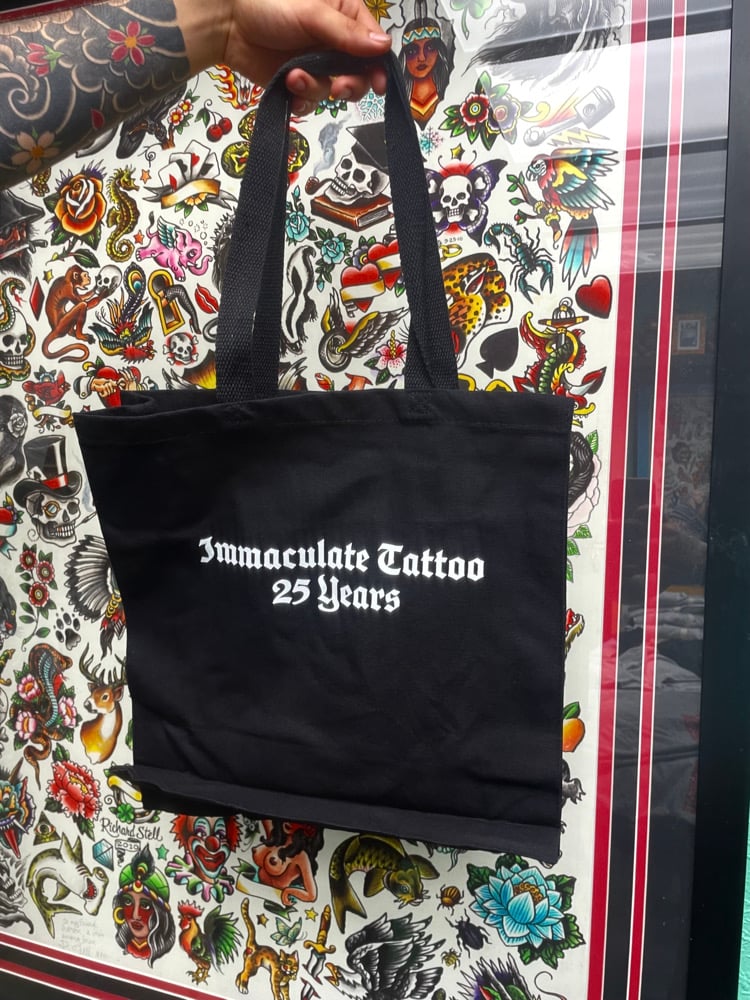 Immaculate Tattoo
25 Years
Richard Stell
2010